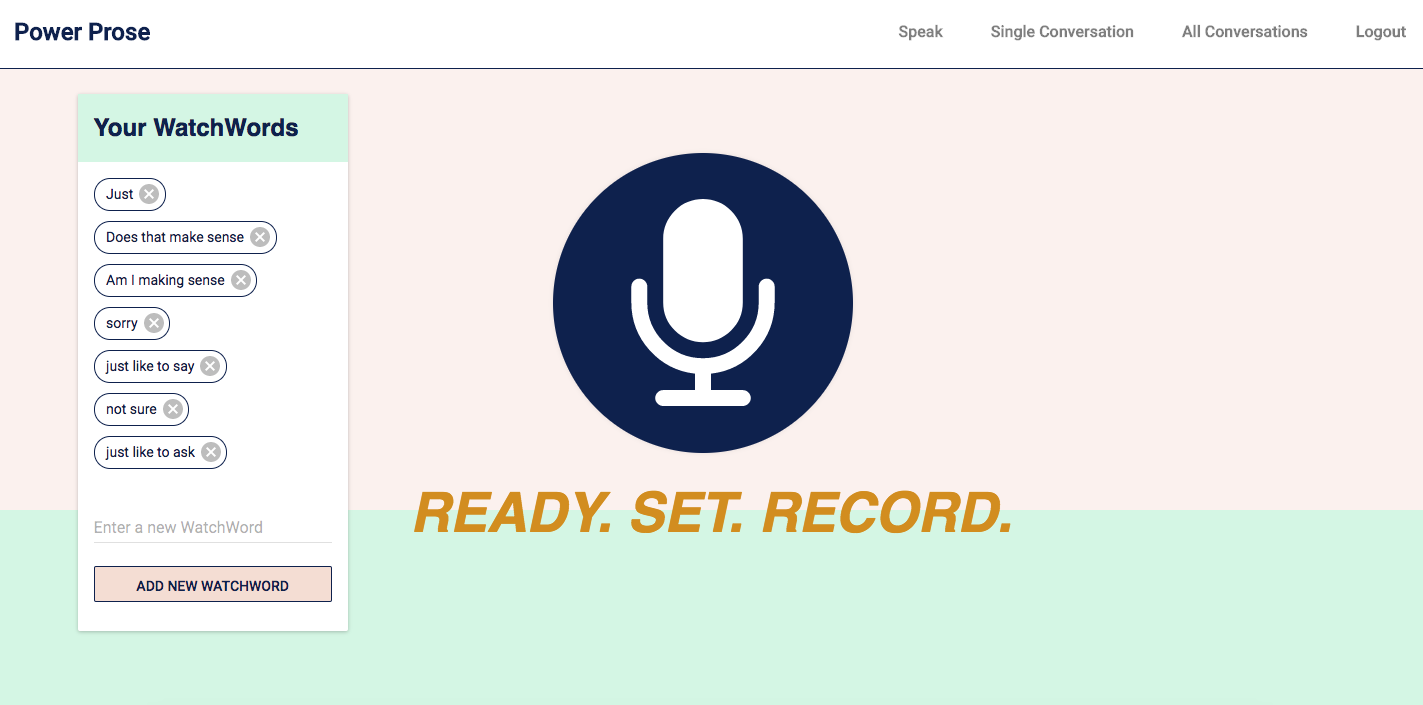 Power Prose
Speak
Single Conversation
All Conversations
Logout
Your WatchWords
Just
Does that make sense
Am I making sense
sorry
just like to say
not sure
just like to ask
Enter a new WatchWord
ADD NEW WATCHWORD
READY. SET. RECORD.